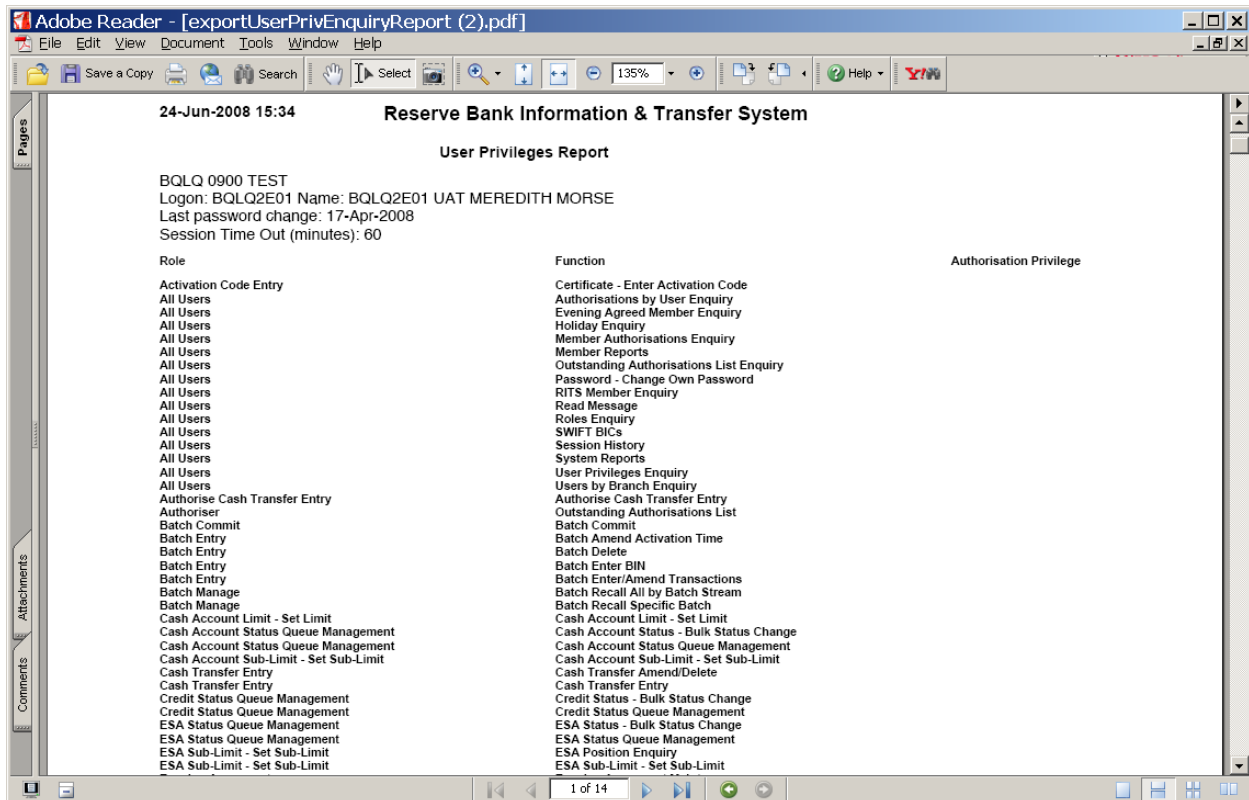 Adobe Reader - [exportUserPrivEnquiryReport (2).pdf]
File Edit View Document Tools Window Help
Save a Copy Search Select 135% Help Y!
24-Jun-2008 15:34 Reserve Bank Information & Transfer System
User Privileges Report
BQLQ 0900 TEST
Logon: BQLQ2E01 Name: BQLQ2E01 UAT MEREDITH MORSE
Last password change: 17-Apr-2008
Session Time Out (minutes): 60
Role Function Authorisation Privilege
Activation Code Entry Certificate - Enter Activation Code
All Users Authorisations by User Enquiry
All Users Evening Agreed Member Enquiry
All Users Holiday Enquiry
All Users Member Authorisations Enquiry
All Users Member Reports
All Users Outstanding Authorisations List Enquiry
All Users Password - Change Own Password
All Users RITS Member Enquiry
All Users Read Message
All Users Roles Enquiry
All Users SWIFT BICs
All Users Session History
All Users System Reports
All Users User Privileges Enquiry
All Users Users by Branch Enquiry
Authorise Cash Transfer Entry Authorise Cash Transfer Entry
Authoriser Outstanding Authorisations List
Batch Commit Batch Commit
Batch Entry Batch Amend Activation Time
Batch Entry Batch Delete
Batch Entry Batch Enter BIN
Batch Entry Batch Enter/Amend Transactions
Batch Manage Batch Recall All by Batch Stream
Batch Manage Batch Recall Specific Batch
Cash Account Limit - Set Limit Cash Account Limit - Set Limit
Cash Account Status Queue Management Cash Account Status - Bulk Status Change
Cash Account Status Queue Management Cash Account Status Queue Management
Cash Account Sub-Limit - Set Sub-Limit Cash Account Sub-Limit - Set Sub-Limit
Cash Transfer Entry Cash Transfer Amend/Delete
Cash Transfer Entry Cash Transfer Entry
Credit Status Queue Management Credit Status - Bulk Status Change
Credit Status Queue Management Credit Status Queue Management
ESA Status Queue Management ESA Status - Bulk Status Change
ESA Status Queue Management ESA Status Queue Management
ESA Sub-Limit - Set Sub-Limit ESA Position Enquiry
ESA Sub-Limit - Set Sub-Limit ESA Sub-Limit - Set Sub-Limit
Pages
Attachments
Comments
1 of 14